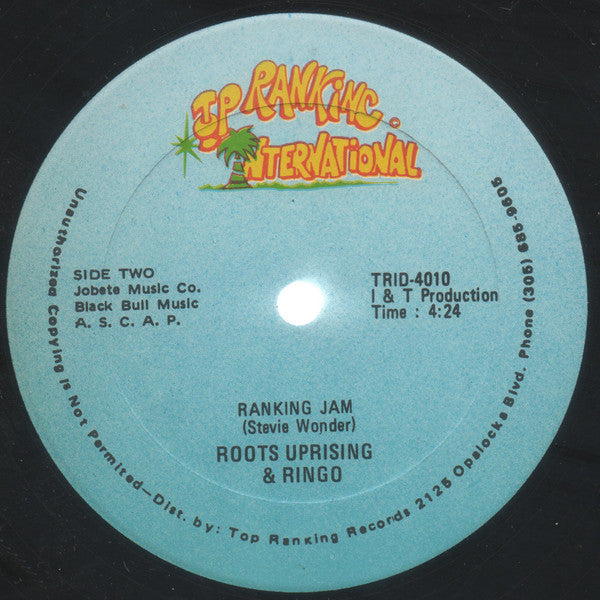 TOP RANKING
INTERNATIONAL
SIDE TWO
Jobete Music Co.
Black Bull Music
A. S. C. A. P.
TRID-4010
I & T Production
Time : 4:24
RANKING JAM
(Stevie Wonder)
ROOTS UPRISING
& RINGO
Unauthorized Copying is Not Permited—Dist. by: Top Ranking Records 2125 Opalocka Blvd. Phone (305) 685-9605